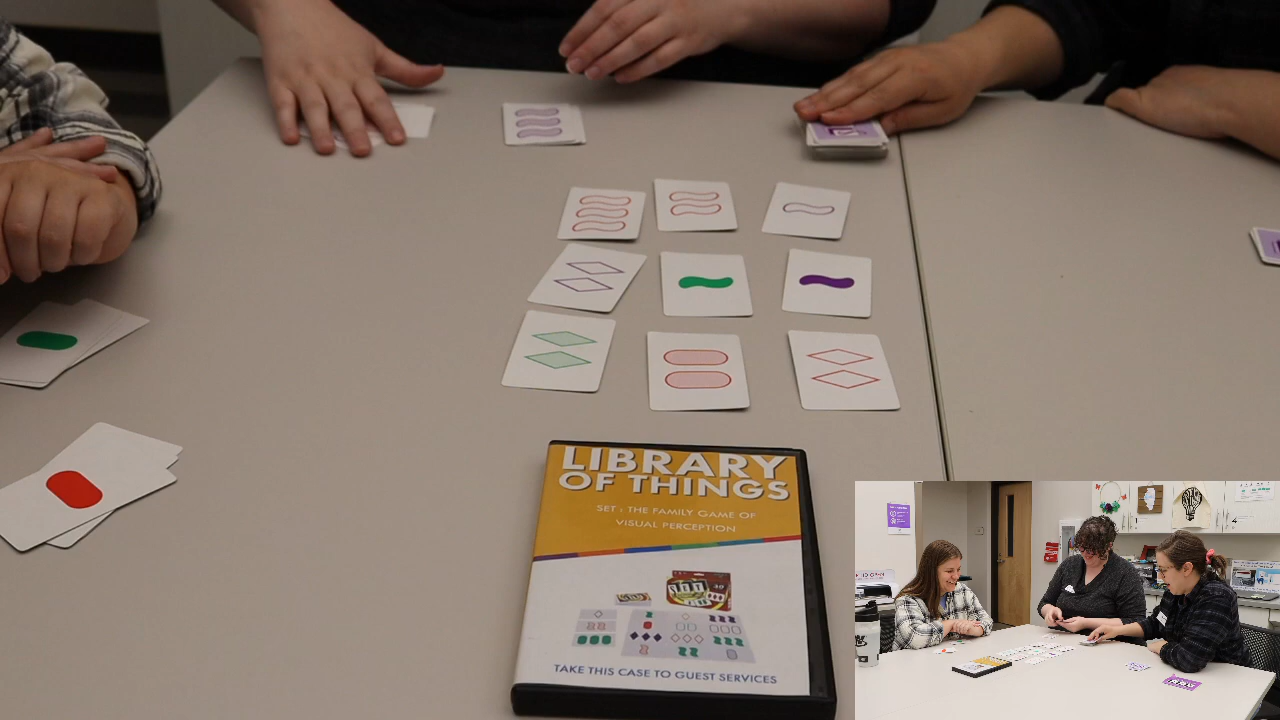 LIBRARY
OF THINGS
SET : THE FAMILY GAME OF
VISUAL PERCEPTION
TAKE THIS CASE TO GUEST SERVICES